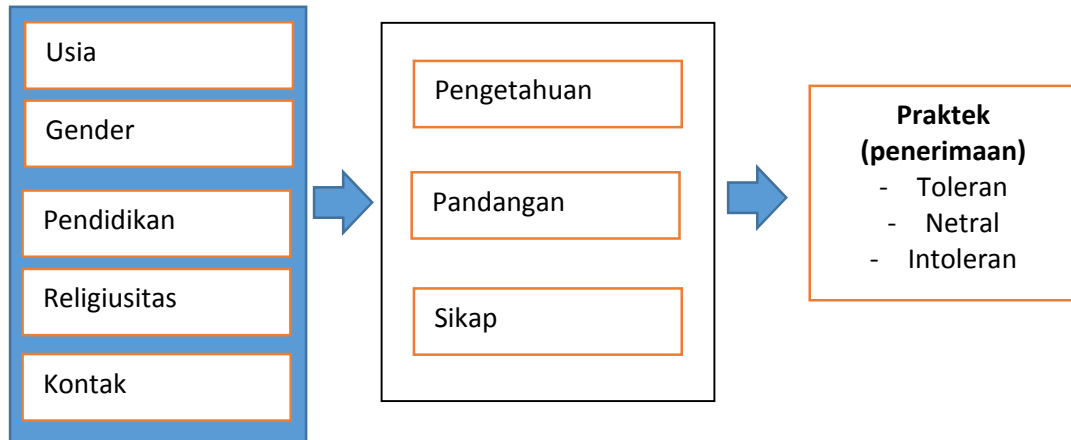 Usia
Gender
Pendidikan
Religiusitas
Kontak
Pengetahuan
Pandangan
Sikap
Praktek
(penerimaan)
- Toleran
- Netral
- Intoleran